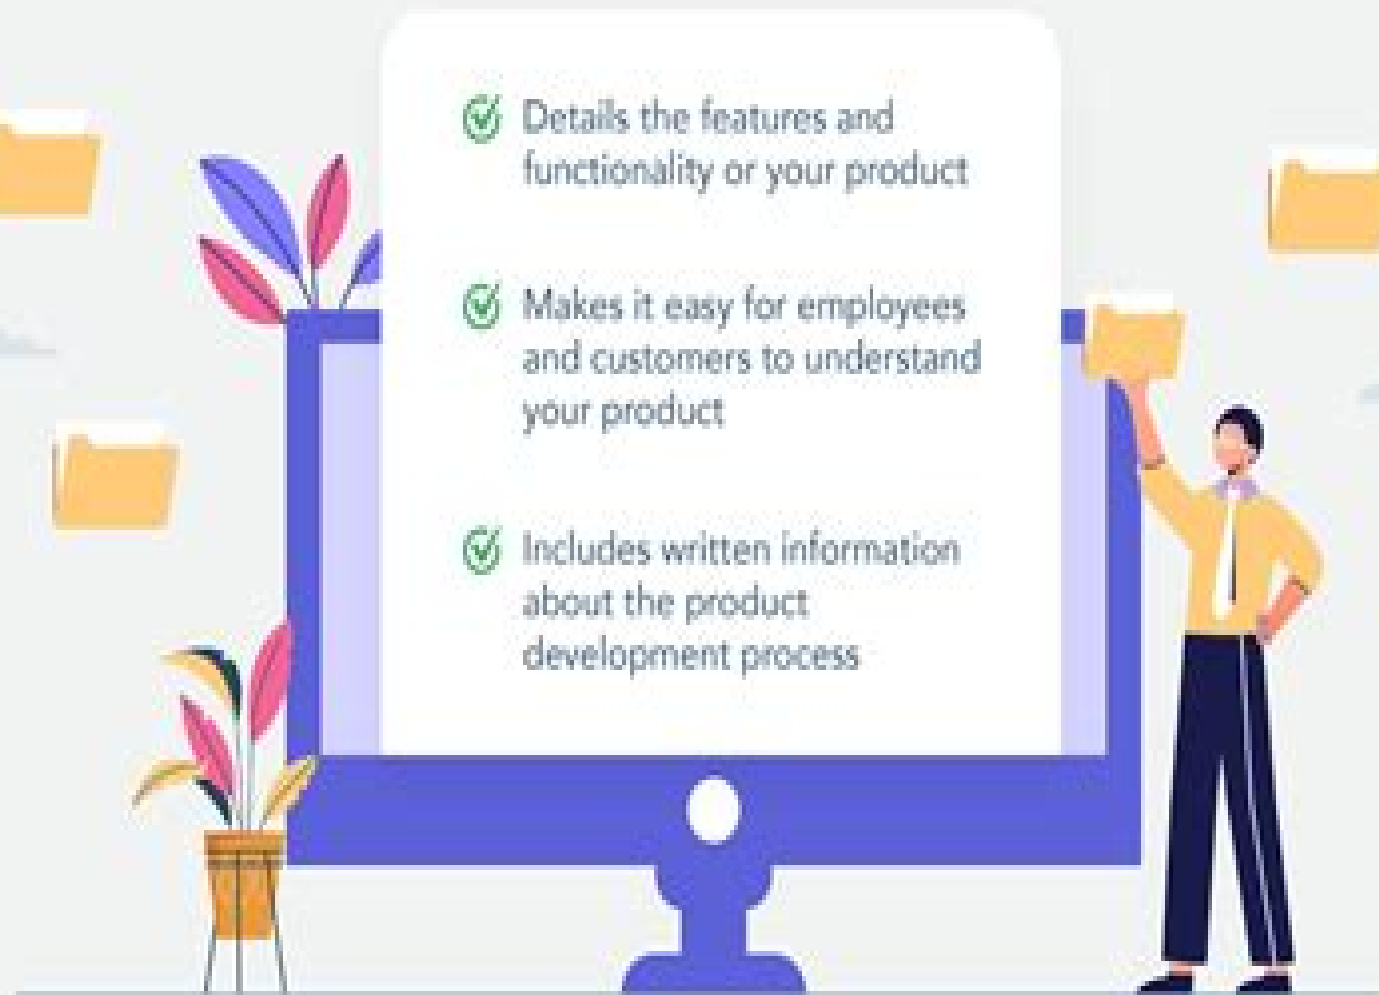 Details the features and
functionality or your product
Makes it easy for employees
and customers to understand
your product
Includes written information
about the product
development process